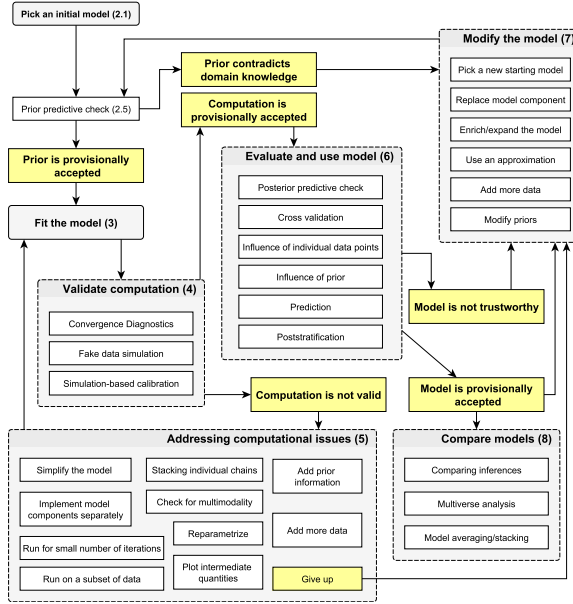 Pick an initial model (2.1)
Prior predictive check (2.5)
Prior is provisionally
accepted
Fit the model (3)
Prior contradicts
domain knowledge
Computation is
provisionally accepted
Modify the model (7)
Pick a new starting model
Replace model component
Enrich/expand the model
Use an approximation
Add more data
Modify priors
Evaluate and use model (6)
Posterior predictive check
Cross validation
Influence of individual data points
Influence of prior
Prediction
Poststratification
Validate computation (4)
Convergence Diagnostics
Fake data simulation
Simulation-based calibration
Model is not trustworthy
Computation is not valid
Model is provisionally
accepted
Addressing computational issues (5)
Simplify the model
Implement model
components separately
Run for small number of iterations
Run on a subset of data
Stacking individual chains
Check for multimodality
Reparametrize
Plot intermediate
quantities
Add prior
information
Add more data
Give up
Compare models (8)
Comparing inferences
Multiverse analysis
Model averaging/stacking